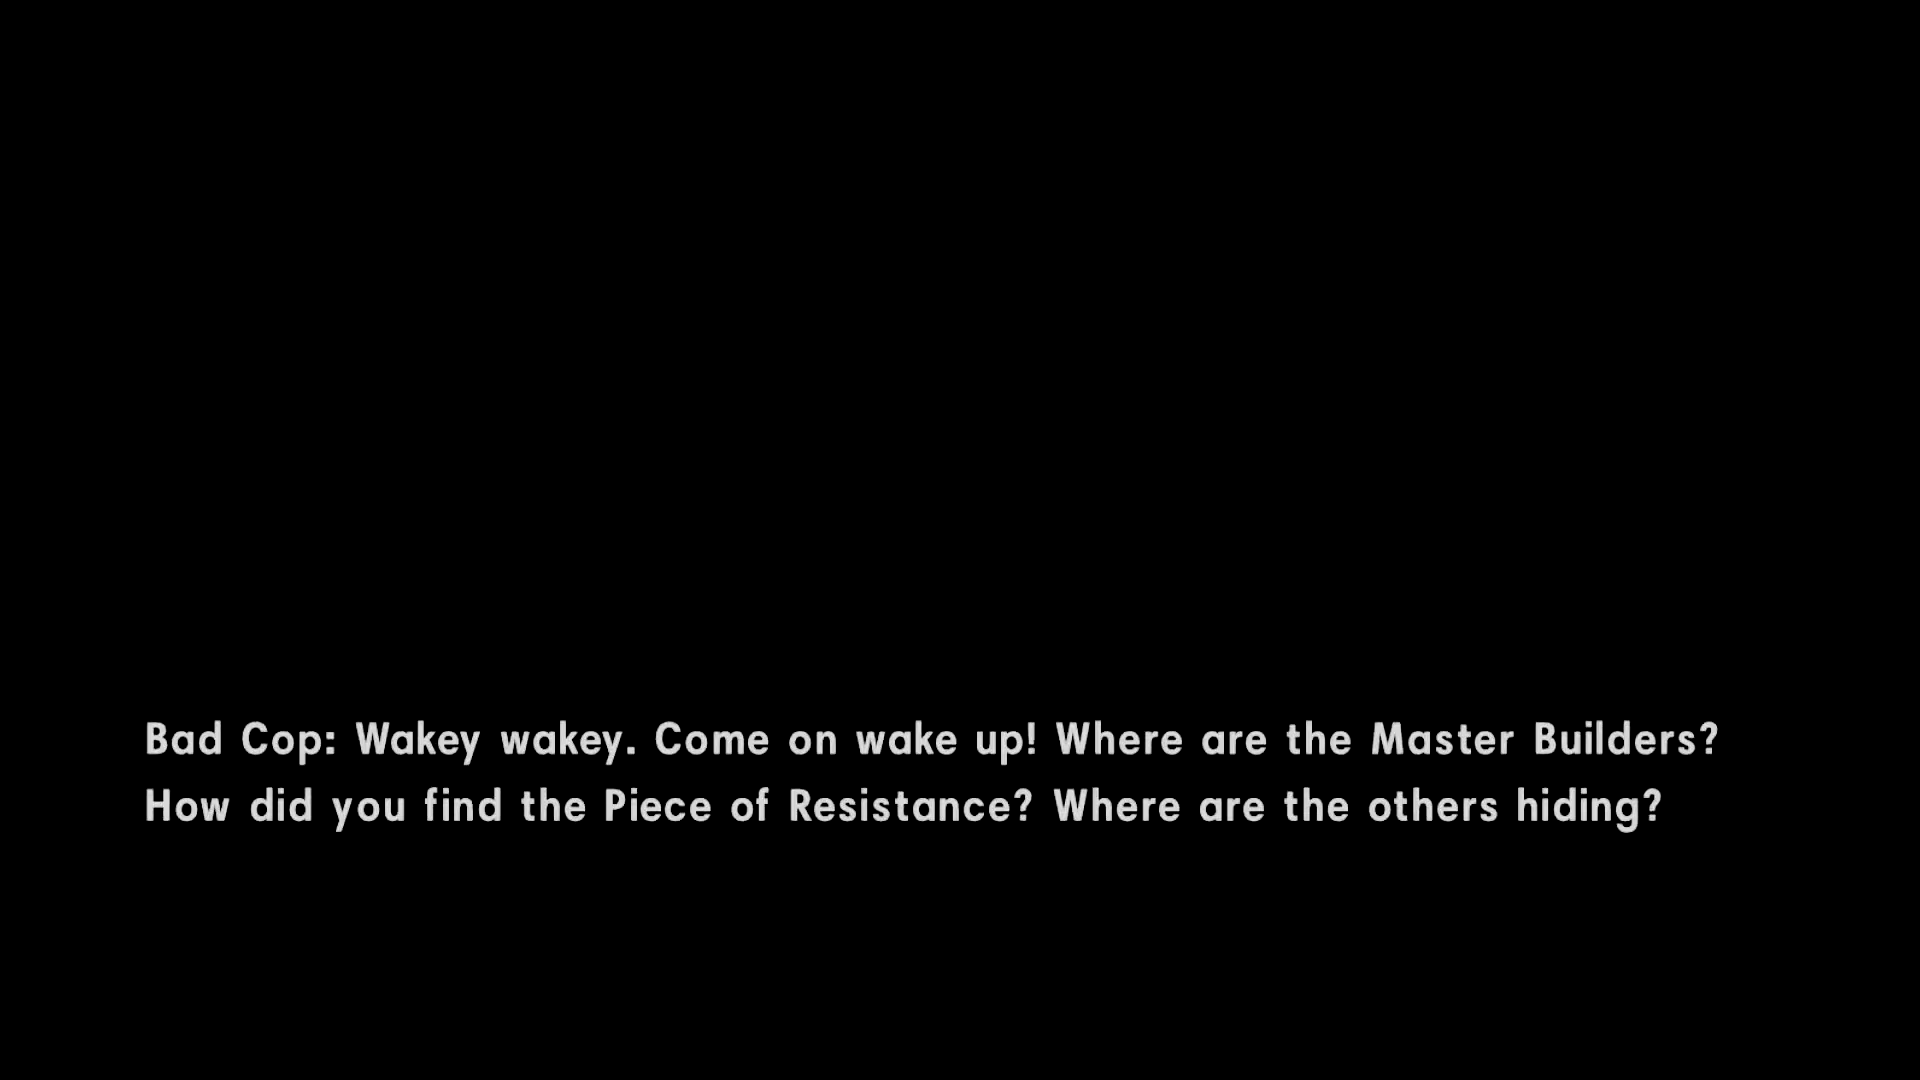 Bad Cop: Wakey wakey. Come on wake up! Where are the Master Builders?
How did you find the Piece of Resistance? Where are the others hiding?